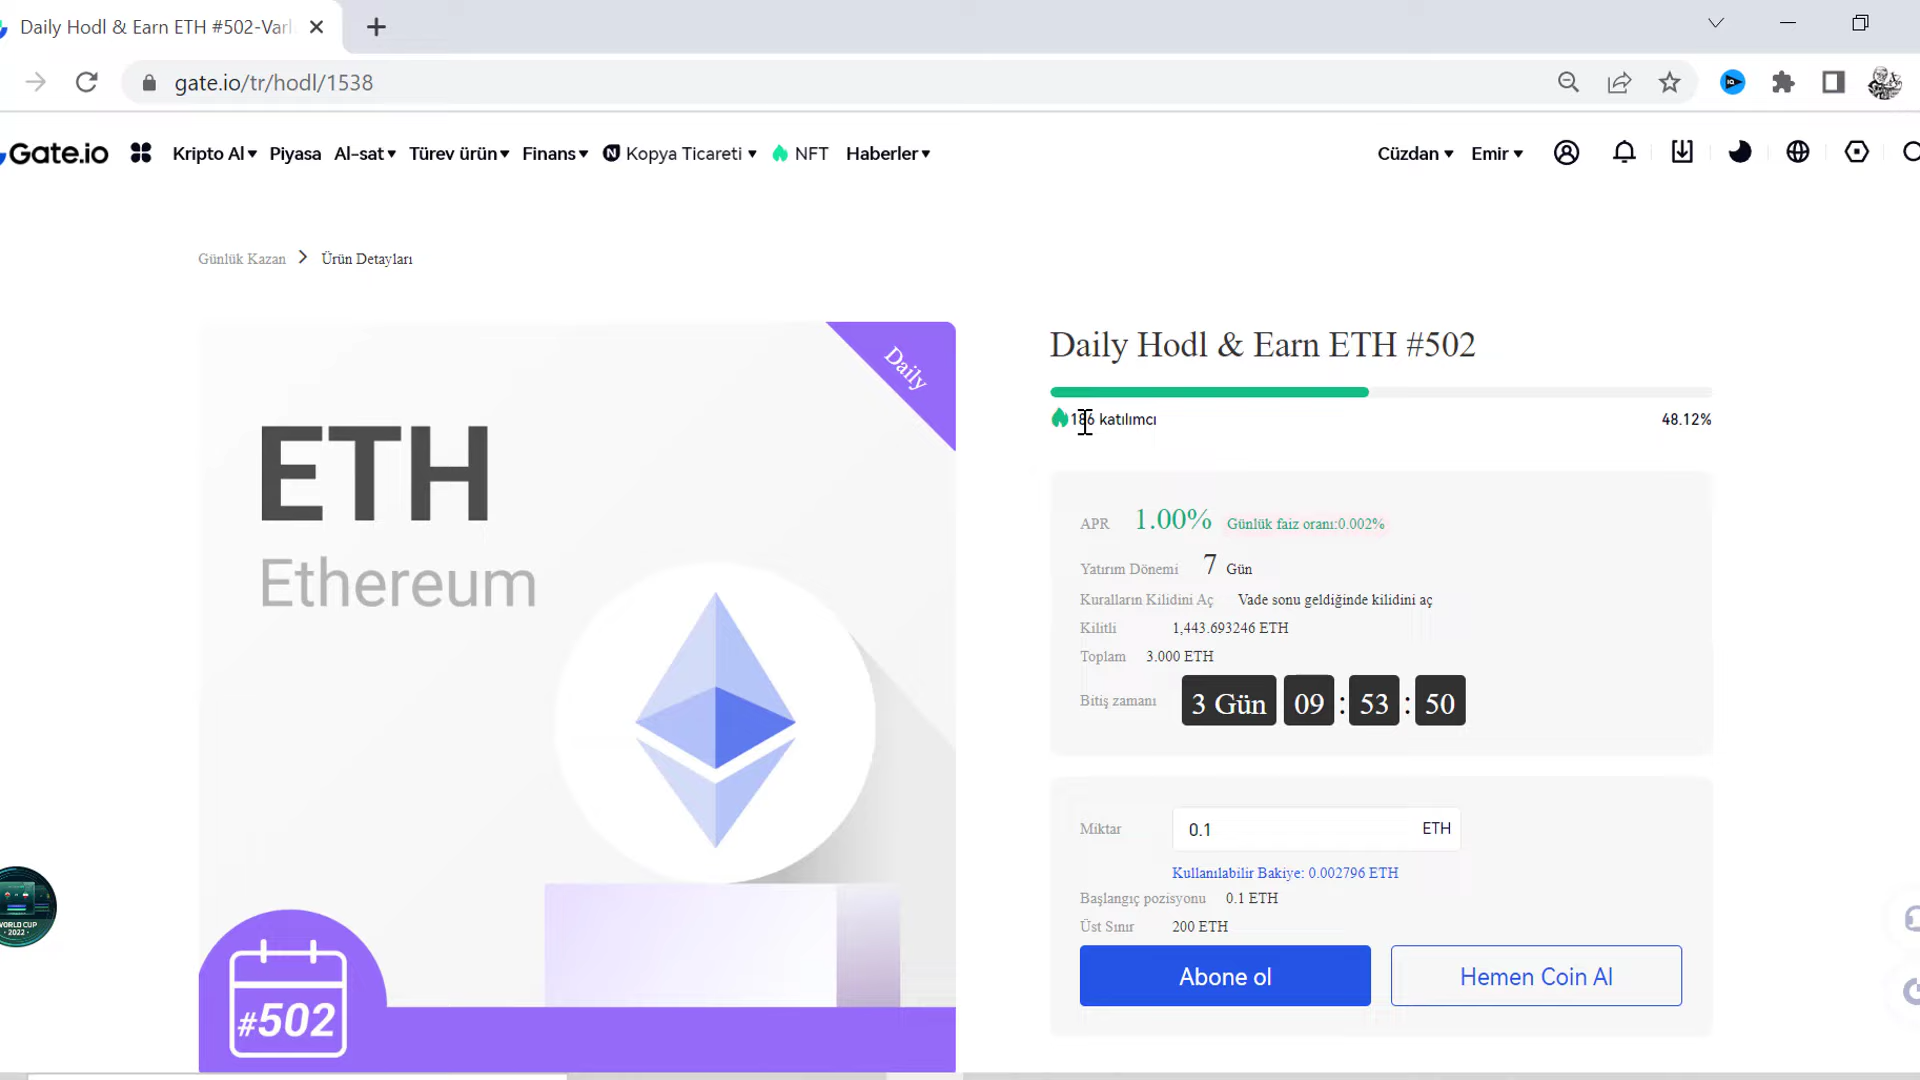 Daily Hodl & Earn ETH #502-Varl
gate.io/tr/hodl/1538
Gate.io Kripto Al Piyasa Al-sat Türev ürün Finans Kopya Ticareti NFT Haberler Cüzdan Emir
Günlük Kazan > Ürün Detayları
Daily
ETH
Ethereum
#502
WORLD CUP
2022
Daily Hodl & Earn ETH #502
186 katılımcı 48.12%
APR 1.00% Günlük faiz oranı:0.002%
Yatırım Dönemi 7 Gün
Kuralların Kilidini Aç Vade sonu geldiğinde kilidini aç
Kilitli 1,443.693246 ETH
Toplam 3.000 ETH
Bitiş zamanı 3 Gün 09 : 53 : 50
Miktar 0.1 ETH
Kullanılabilir Bakiye: 0.002796 ETH
Başlangıç pozisyonu 0.1 ETH
Üst Sınır 200 ETH
Abone ol Hemen Coin Al